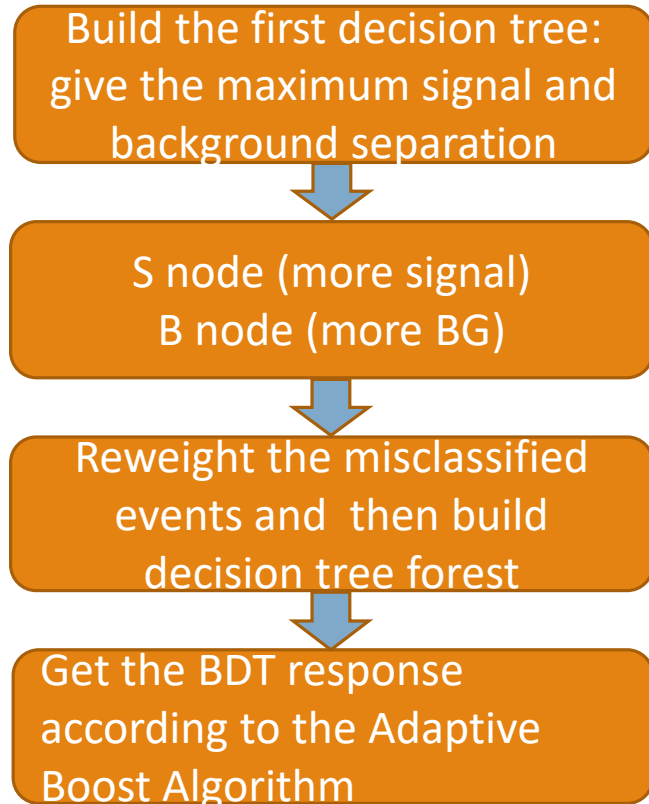 Build the first decision tree:
give the maximum signal and
background separation
S node (more signal)
B node (more BG)
Reweight the misclassified
events and  then build
decision tree forest
Get the BDT response
according to the Adaptive
Boost Algorithm